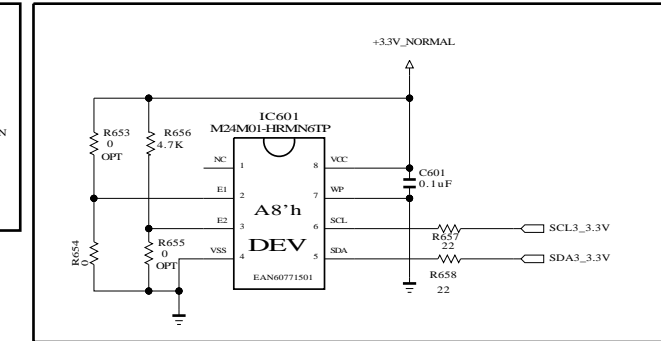 N
+3.3V_NORMAL
IC601
M24M01-HRMN6TP
R653
0
OPT
R656
4.7K
NC
1
8
VCC
C601
0.1uF
E1
2
7
WP
A8'h
E2
3
6
SCL
R657
22
SCL3_3.3V
R654
0
R655
0
OPT
VSS
4
DEV
5
SDA
R658
22
SDA3_3.3V
EAN60771501